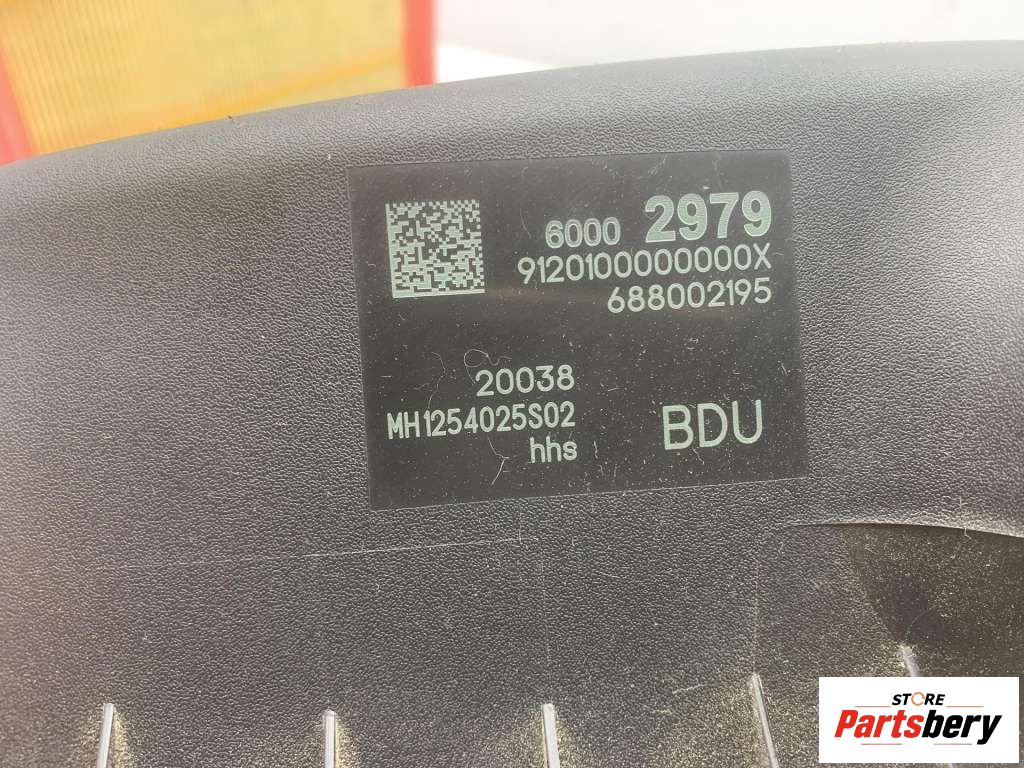 6000 2979
9120100000000X
688002195
20038
MH1254025S02
hhs
BDU
STORE
Partsbery